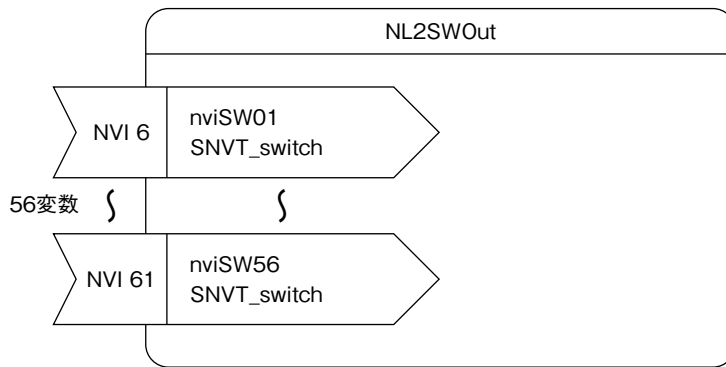 NL2SWOut
NVI 6
nviSW01
SNVT_switch
56変数
NVI 61
nviSW56
SNVT_switch